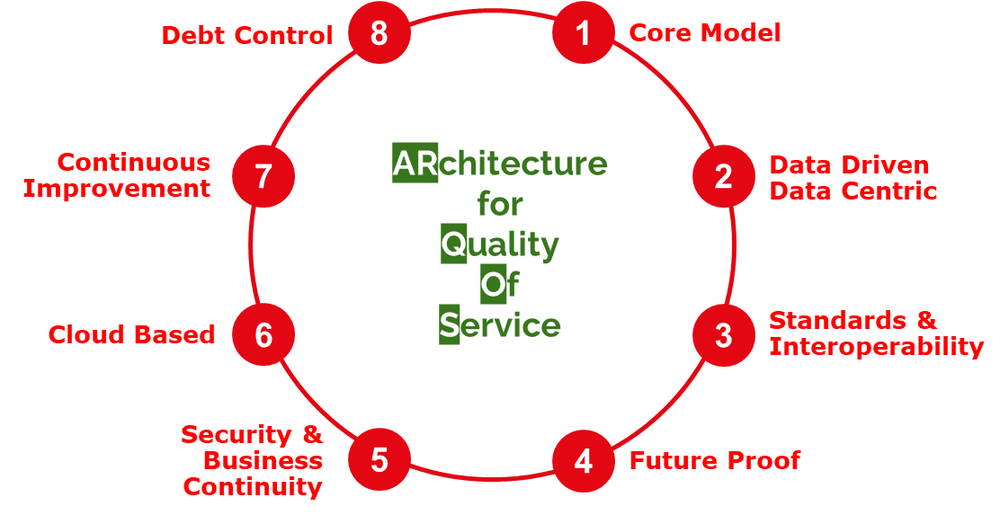 8
Debt Control
1
Core Model
7
Continuous
Improvement
ARchitecture
for
Quality
Of
Service
2
Data Driven
Data Centric
6
Cloud Based
3
Standards &
Interoperability
5
Security &
Business
Continuity
4
Future Proof